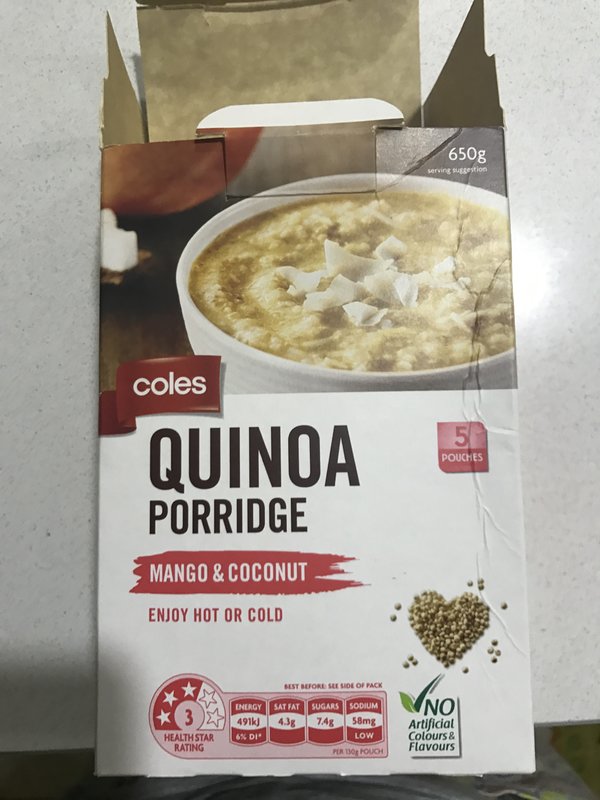 650g
serving suggestion
coles
QUINOA
PORRIDGE
5
POUCHES
MANGO & COCONUT
ENJOY HOT OR COLD
BEST BEFORE: SEE SIDE OF PACK
3
HEALTH STAR
RATING
ENERGY
491kJ
6% DI*
SAT FAT
4.3g
SUGARS
7.4g
SODIUM
58mg
LOW
PER 130g POUCH
NO
Artificial
Colours &
Flavours